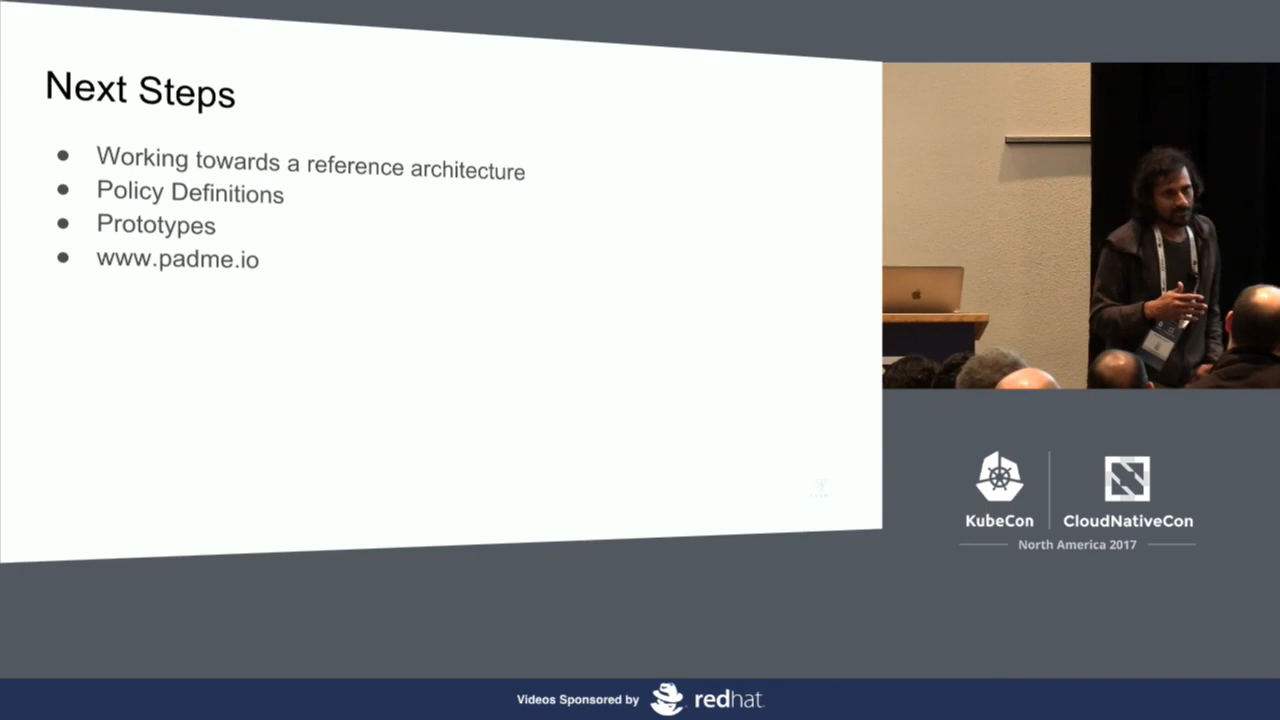 Next Steps
● Working towards a reference architecture
● Policy Definitions
● Prototypes
● www.padme.io
KubeCon
CloudNativeCon
North America 2017
Videos Sponsored by
redhat.